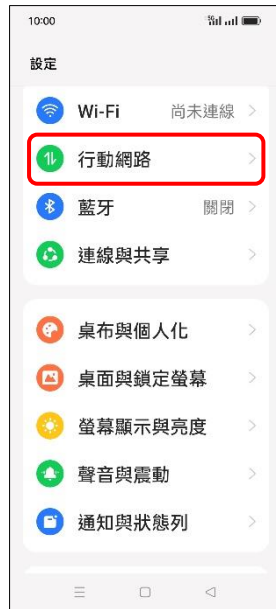 10:00
5G
設定
Wi-Fi 尚未連線
行動網路
藍牙 關閉
連線與共享
桌布與個人化
桌面與鎖定螢幕
螢幕顯示與亮度
聲音與震動
通知與狀態列